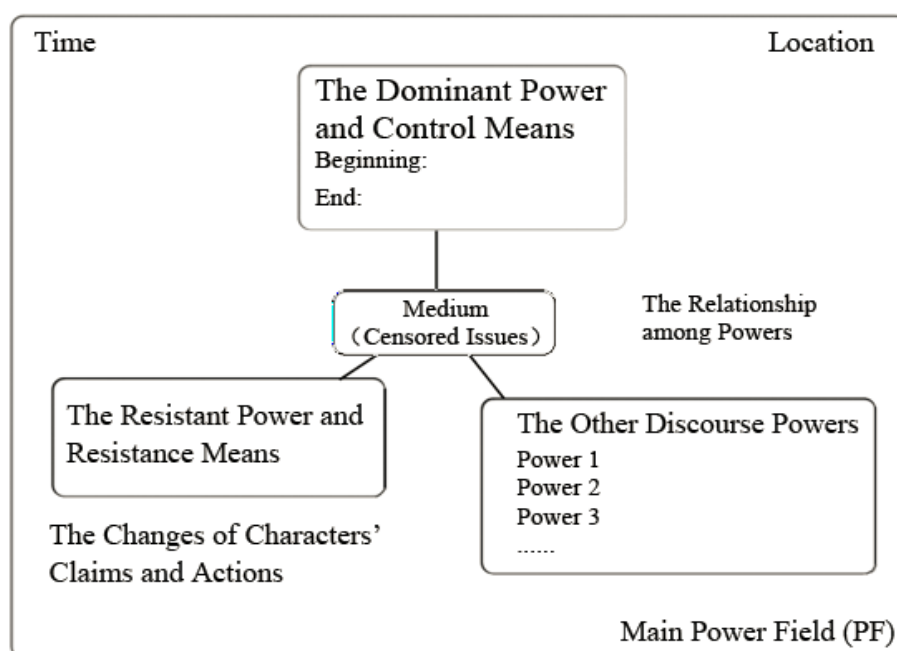 Time
Location
The Dominant Power
and Control Means
Beginning:
End:
Medium
（Censored Issues）
The Relationship
among Powers
The Resistant Power and
Resistance Means
The Other Discourse Powers
Power 1
Power 2
Power 3
......
The Changes of Characters’
Claims and Actions
Main Power Field (PF)